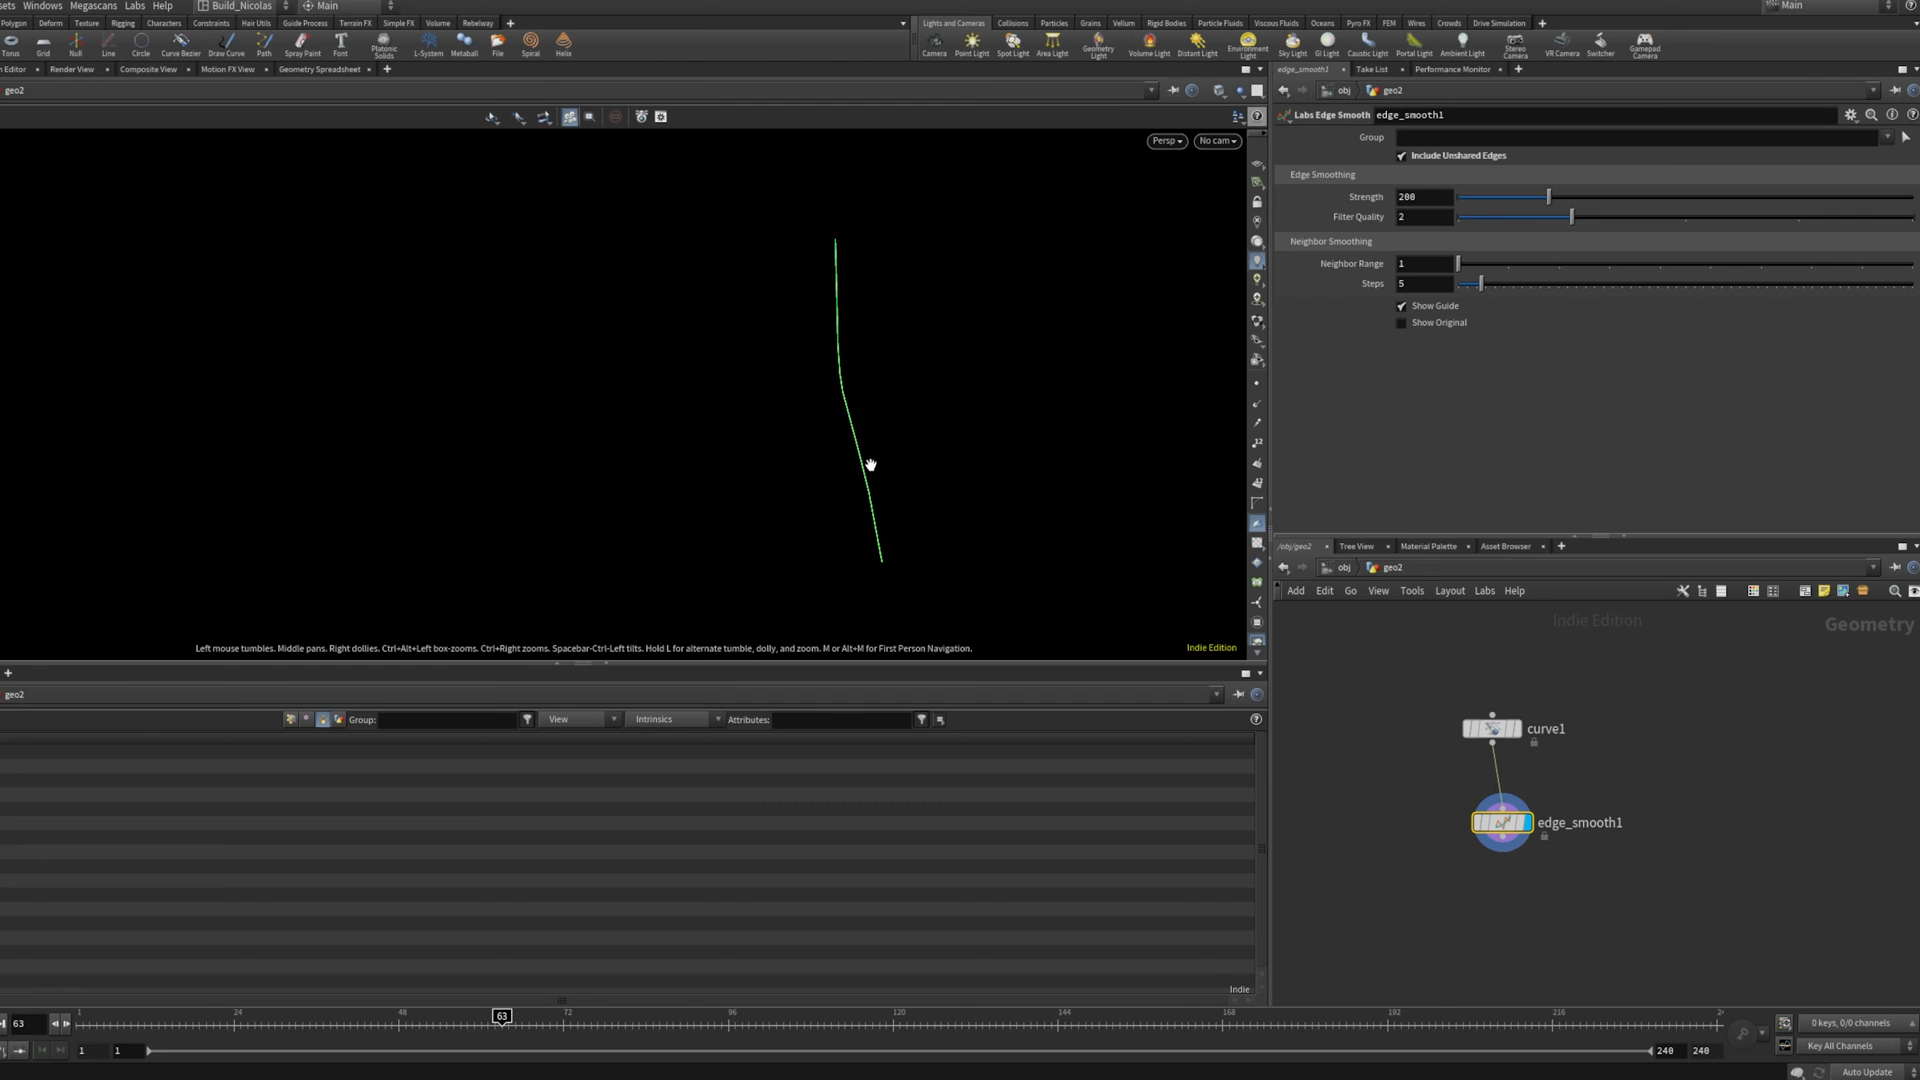 sets Windows Megascans Labs Help Build_Nicolas Main Main
Polygon Deform Texture Rigging Characters Constraints Hair Utils Guide Process Terrain FX Simple FX Volume Rebelway
Lights and Cameras Collisions Particles Grains Vellum Rigid Bodies Particle Fluids Viscous Fluids Oceans Pyro FX FEM Wires Crowds Drive Simulation
Torus Grid Null Line Circle Curve Bezier Draw Curve Path Spray Paint Font Platonic Solids L-System Metaball File Spiral Helix
Camera Point Light Spot Light Area Light Geometry Light Volume Light Distant Light Environment Light Sky Light GI Light Caustic Light Portal Light Ambient Light Stereo Camera VR Camera Switcher Gamepad Camera
n Editor Render View Composite View Motion FX View Geometry Spreadsheet
edge_smooth1 Take List Performance Monitor
geo2
obj geo2
Labs Edge Smooth edge_smooth1
Group
Persp No cam
Include Unshared Edges
Edge Smoothing
Strength 200
Filter Quality 2
Neighbor Smoothing
Neighbor Range 1
Steps 5
Show Guide
Show Original
12
/obj/geo2 Tree View Material Palette Asset Browser
obj geo2
Add Edit Go View Tools Layout Labs Help
Indie Edition Geometry
Left mouse tumbles. Middle pans. Right dollies. Ctrl+Alt+Left box-zooms. Ctrl+Right zooms. Spacebar-Ctrl-Left tilts. Hold L for alternate tumble, dolly, and zoom. M or Alt+M for First Person Navigation.
Indie Edition
geo2
Group: View Intrinsics Attributes:
curve1
edge_smooth1
Indie
63 1 24 48 63 72 96 120 144 168 192 216 2
0 keys, 0/0 channels
1 1 240 240
Key All Channels
Auto Update